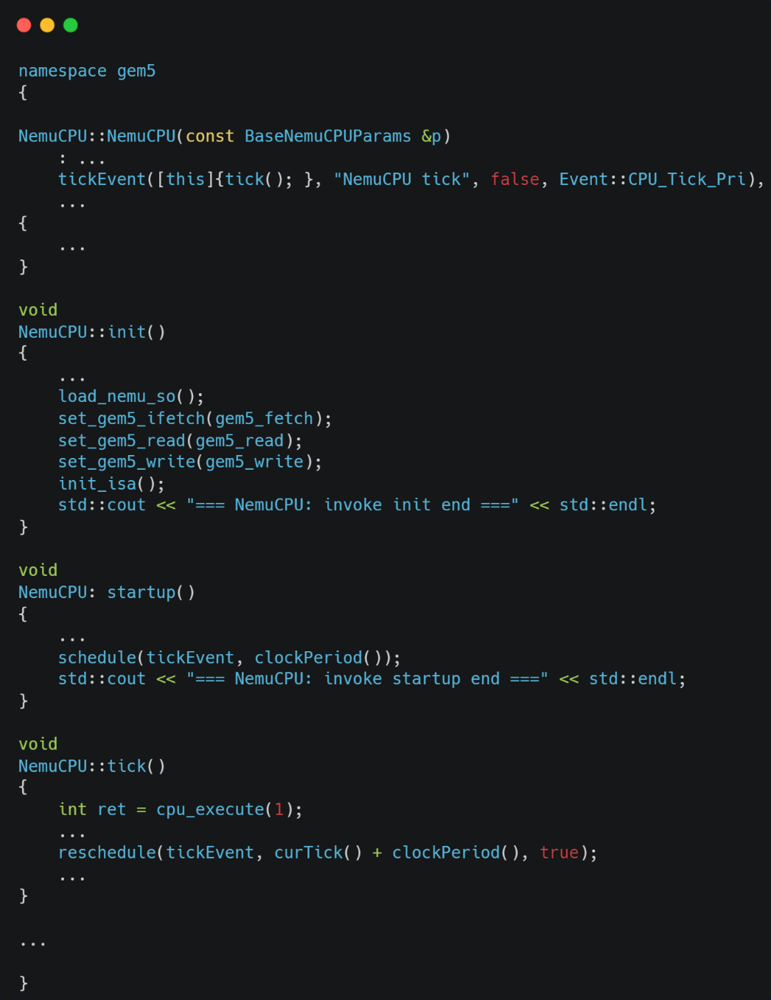 namespace gem5
{
NemuCPU::NemuCPU(const BaseNemuCPUParams &p)
    : ...
    tickEvent([this]{tick(); }, "NemuCPU tick", false, Event::CPU_Tick_Pri),
    ...
{
    ...
}
void
NemuCPU::init()
{
    ...
    load_nemu_so();
    set_gem5_ifetch(gem5_fetch);
    set_gem5_read(gem5_read);
    set_gem5_write(gem5_write);
    init_isa();
    std::cout << "=== NemuCPU: invoke init end ===" << std::endl;
}
void
NemuCPU: startup()
{
    ...
    schedule(tickEvent, clockPeriod());
    std::cout << "=== NemuCPU: invoke startup end ===" << std::endl;
}
void
NemuCPU::tick()
{
    int ret = cpu_execute(1);
    ...
    reschedule(tickEvent, curTick() + clockPeriod(), true);
    ...
}
...
}